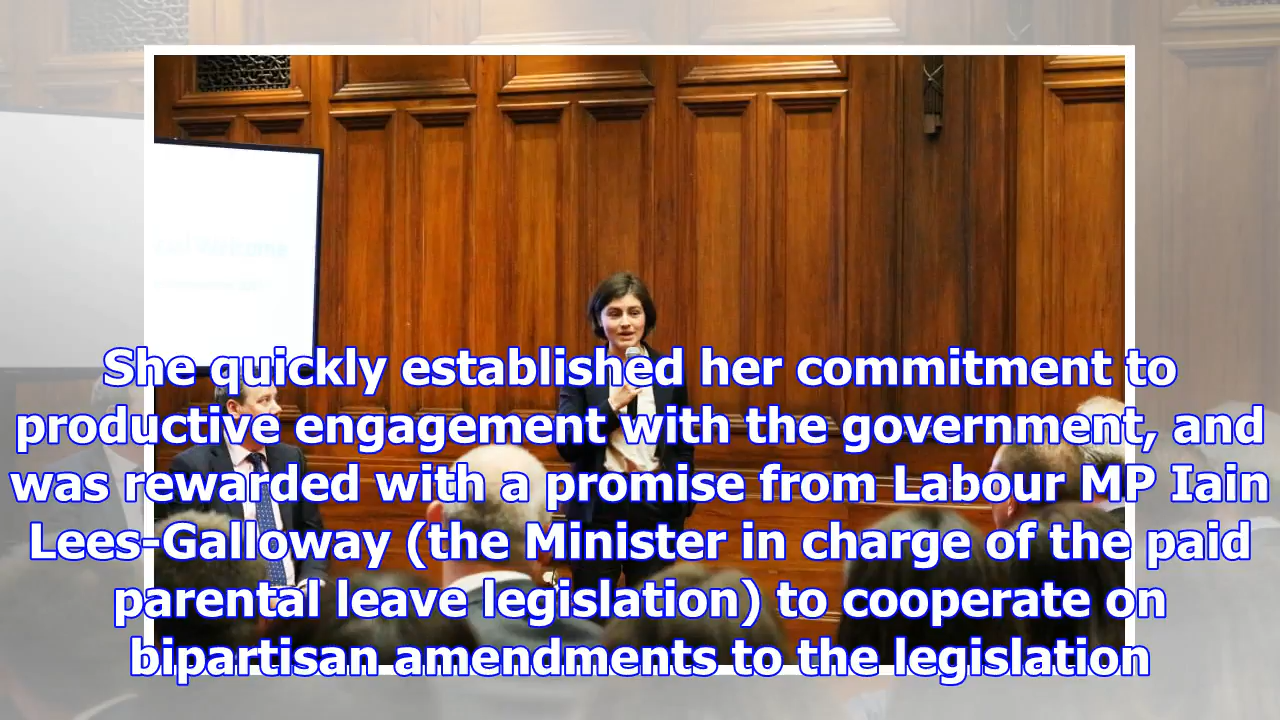 She quickly established her commitment to
productive engagement with the government, and
was rewarded with a promise from Labour MP Iain
Lees-Galloway (the Minister in charge of the paid
parental leave legislation) to cooperate on
bipartisan amendments to the legislation